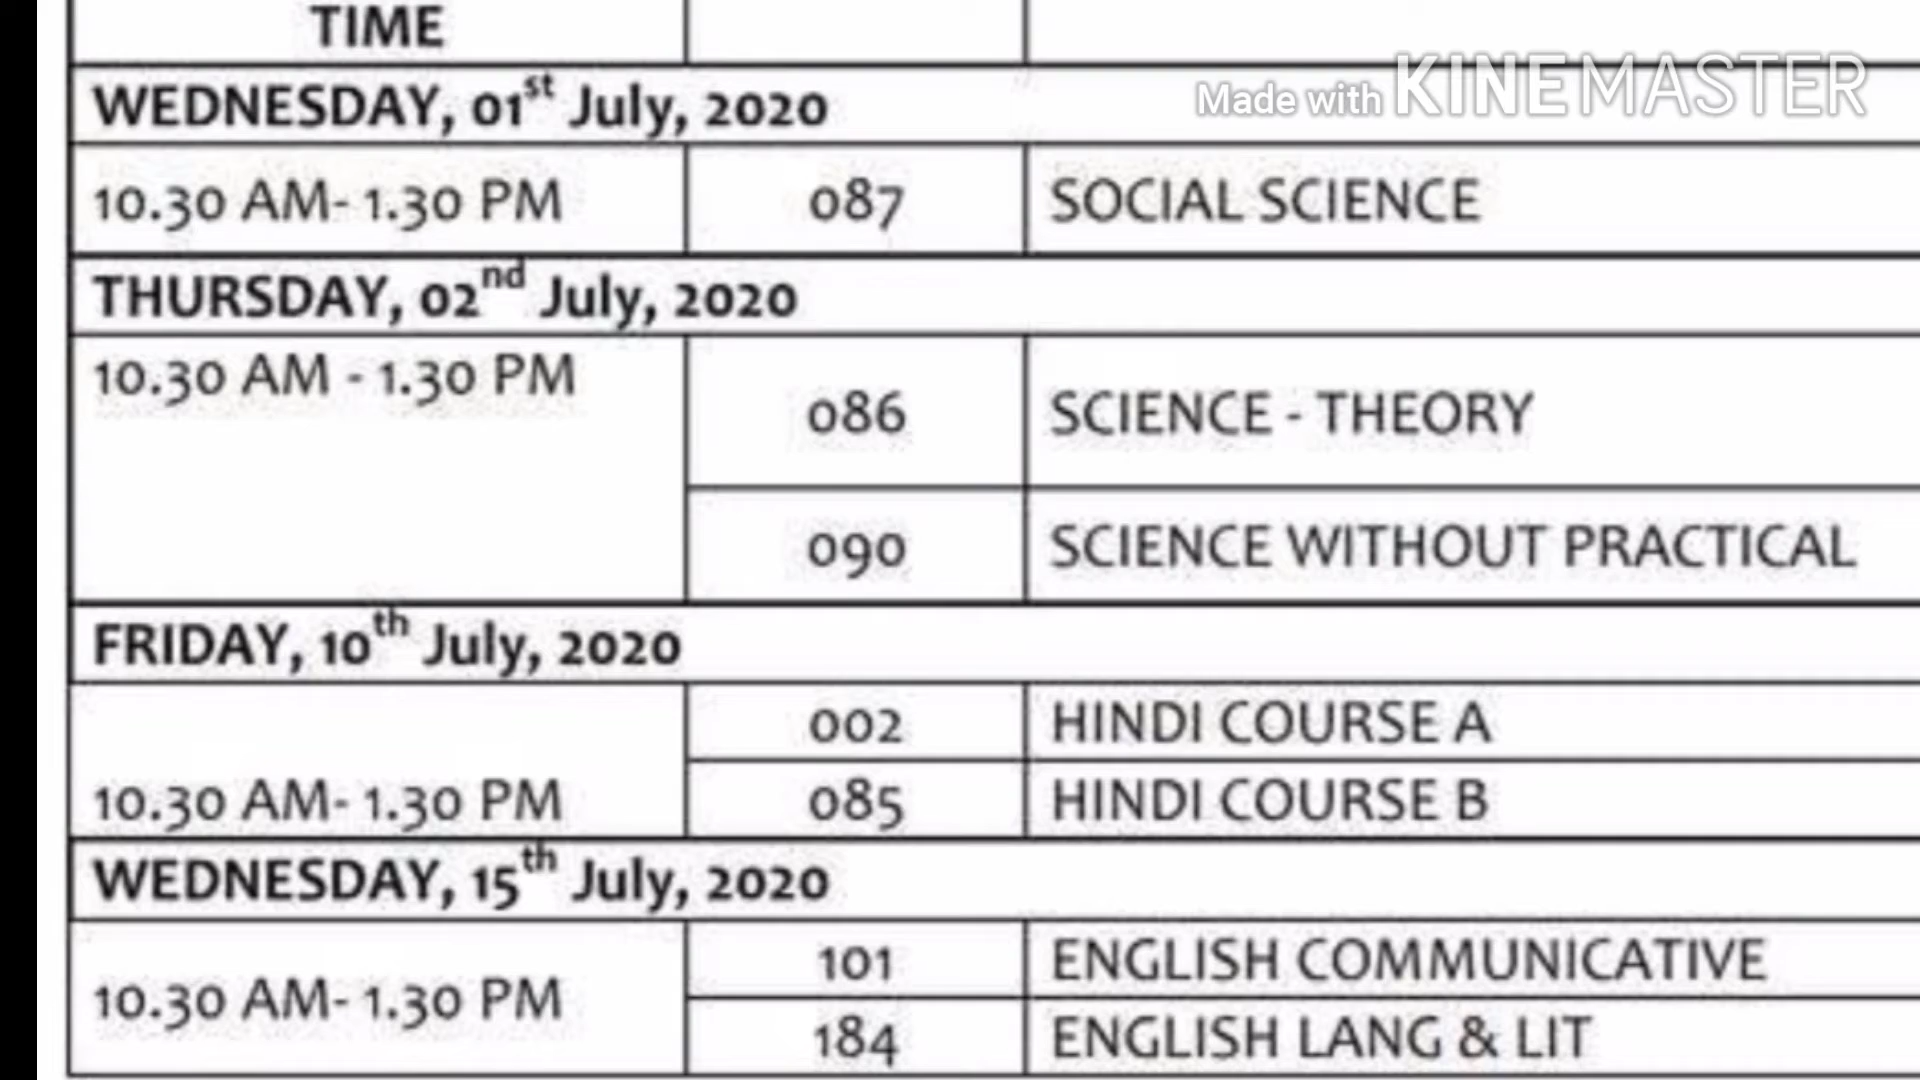 TIME
Made with KINEMASTER
WEDNESDAY, 01st July, 2020
10.30 AM- 1.30 PM 087 SOCIAL SCIENCE
THURSDAY, 02nd July, 2020
10.30 AM - 1.30 PM 086 SCIENCE - THEORY
090 SCIENCE WITHOUT PRACTICAL
FRIDAY, 10th July, 2020
002 HINDI COURSE A
10.30 AM- 1.30 PM 085 HINDI COURSE B
WEDNESDAY, 15th July, 2020
10.30 AM- 1.30 PM 101 ENGLISH COMMUNICATIVE
184 ENGLISH LANG & LIT